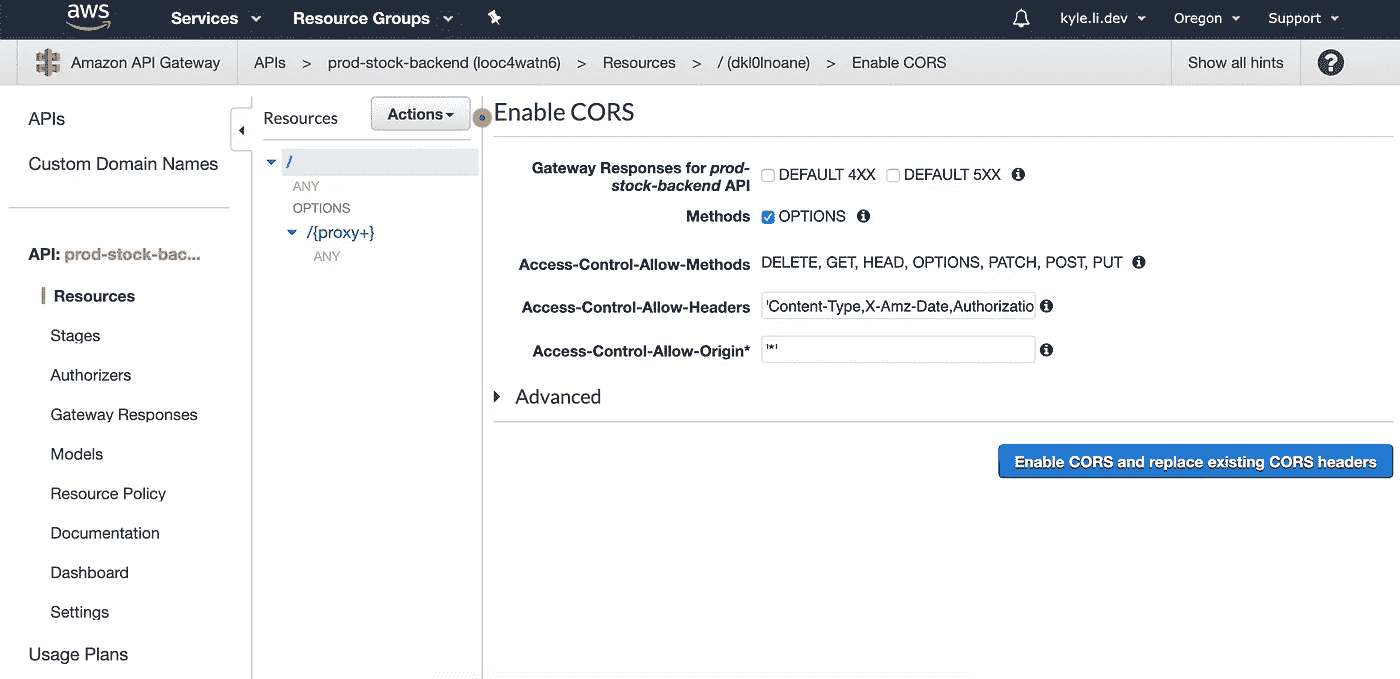 aws Services Resource Groups kyle.li.dev Oregon Support
Amazon API Gateway APIs > prod-stock-backend (looc4watn6) > Resources > / (dkl0lnoane) > Enable CORS Show all hints ?
APIs
Custom Domain Names
API: prod-stock-bac...
Resources
Stages
Authorizers
Gateway Responses
Models
Resource Policy
Documentation
Dashboard
Settings
Usage Plans
Resources Actions
/
ANY
OPTIONS
/{proxy+}
ANY
Enable CORS
Gateway Responses for prod-
stock-backend API DEFAULT 4XX DEFAULT 5XX
Methods OPTIONS
Access-Control-Allow-Methods DELETE, GET, HEAD, OPTIONS, PATCH, POST, PUT
Access-Control-Allow-Headers 'Content-Type,X-Amz-Date,Authorizatio
Access-Control-Allow-Origin* '*'
Advanced
Enable CORS and replace existing CORS headers